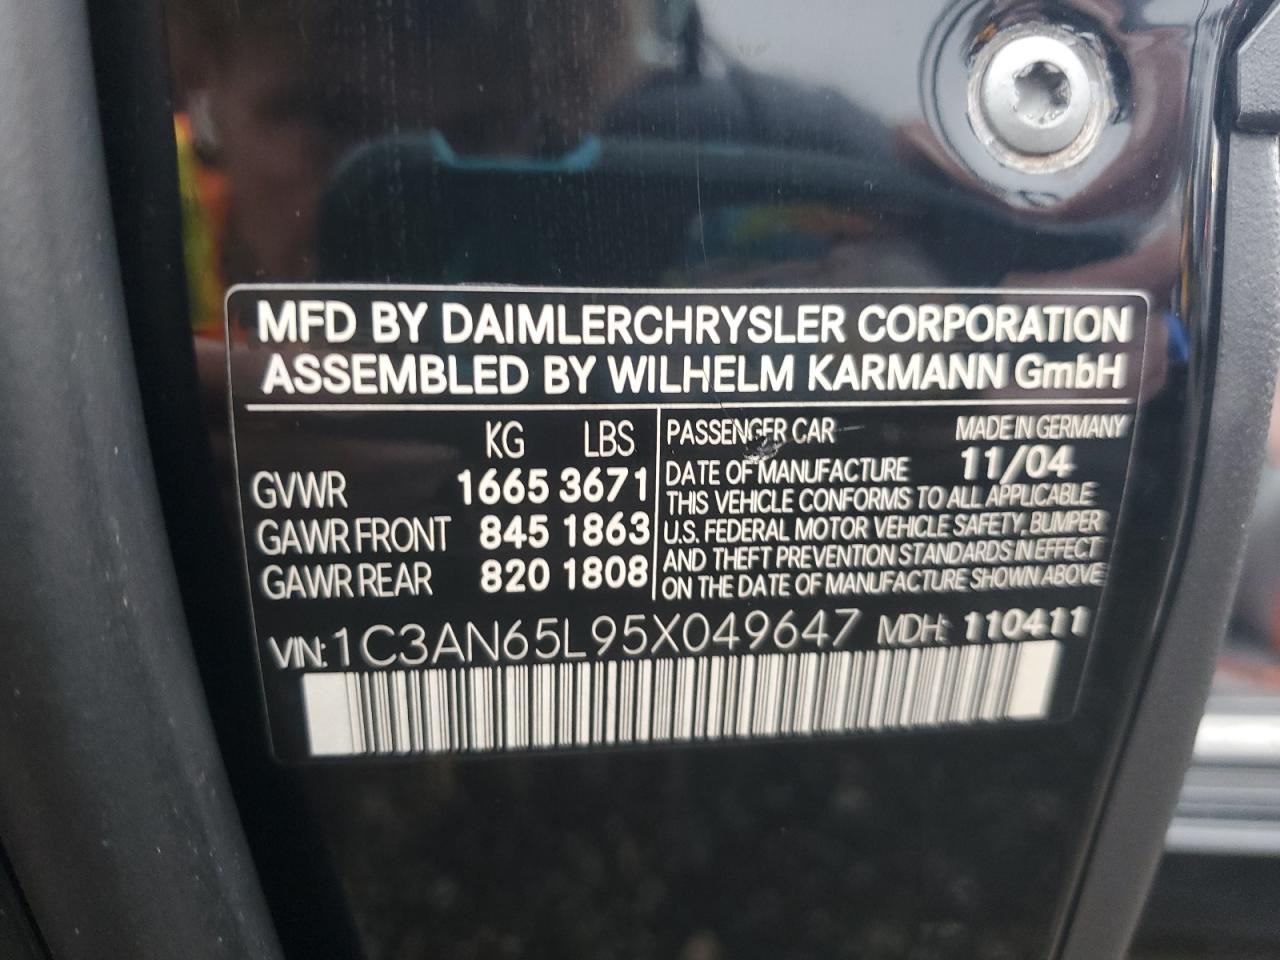 MFD BY DAIMLERCHRYSLER CORPORATION
ASSEMBLED BY WILHELM KARMANN GmbH
KG LBS
GVWR 1665 3671
GAWR FRONT 845 1863
GAWR REAR 820 1808
PASSENGER CAR MADE IN GERMANY
DATE OF MANUFACTURE 11/04
THIS VEHICLE CONFORMS TO ALL APPLICABLE
U.S. FEDERAL MOTOR VEHICLE SAFETY, BUMPER
AND THEFT PREVENTION STANDARDS IN EFFECT
ON THE DATE OF MANUFACTURE SHOWN ABOVE
VIN: 1C3AN65L95X049647 MDH: 110411